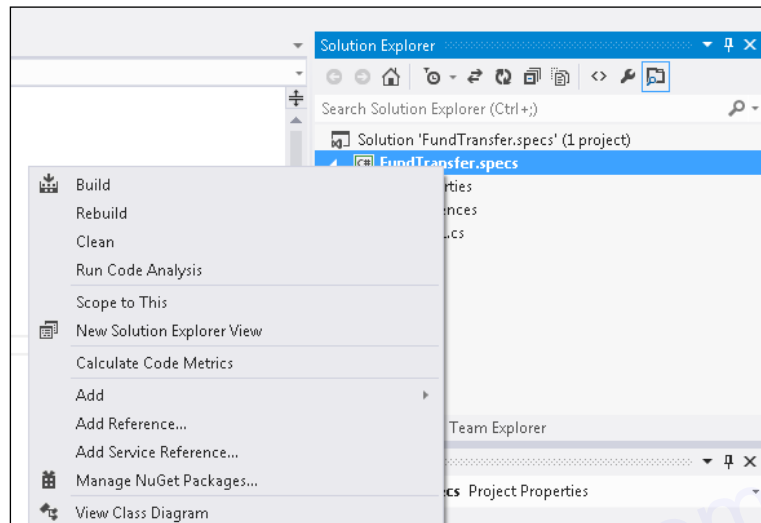 Solution Explorer
Search Solution Explorer (Ctrl+;)
Solution 'FundTransfer.specs' (1 project)
C# FundTransfer.specs
rties
ences
.cs
Build
Rebuild
Clean
Run Code Analysis
Scope to This
New Solution Explorer View
Calculate Code Metrics
Add
Add Reference...
Add Service Reference...
Manage NuGet Packages...
View Class Diagram
Team Explorer
cs Project Properties